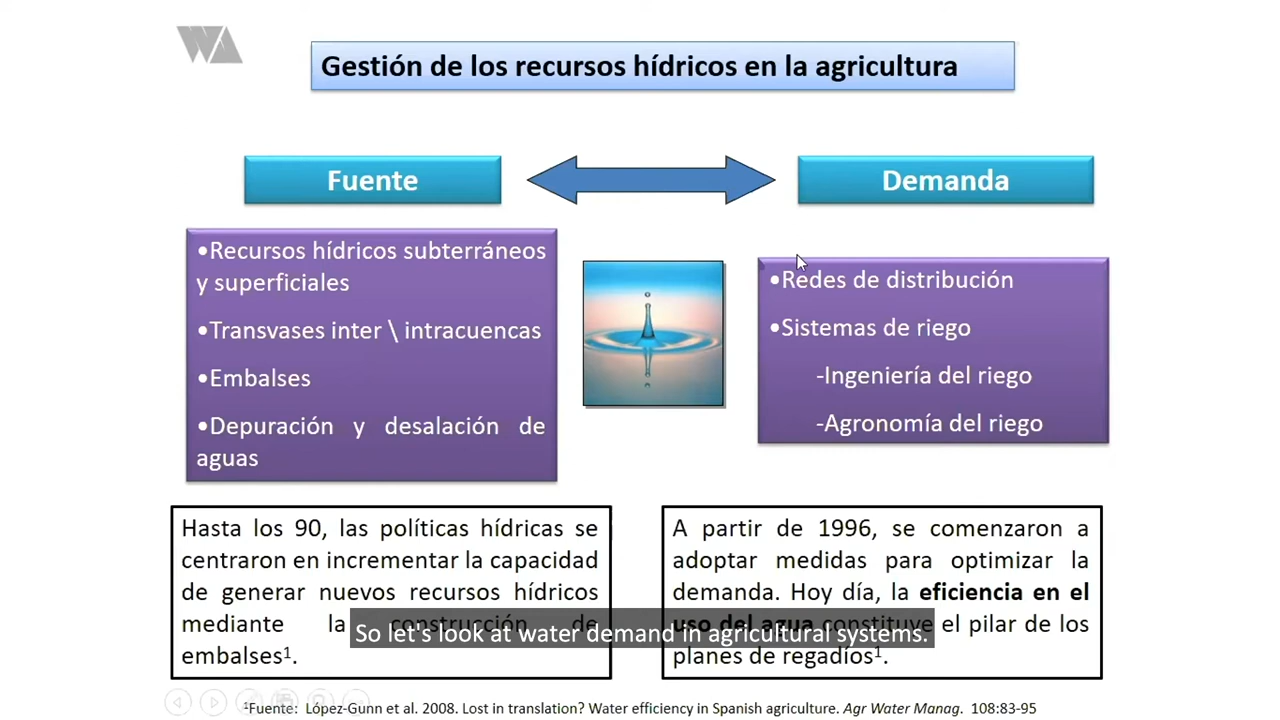 WA
Gestión de los recursos hídricos en la agricultura
Fuente
Demanda
•Recursos hídricos subterráneos
y superficiales
•Transvases inter \ intracuencas
•Embalses
•Depuración y desalación de
aguas
•Redes de distribución
•Sistemas de riego
-Ingeniería del riego
-Agronomía del riego
Hasta los 90, las políticas hídricas se
centraron en incrementar la capacidad
de generar nuevos recursos hídricos
mediante la construcción de
embalses¹.
A partir de 1996, se comenzaron a
adoptar medidas para optimizar la
demanda. Hoy día, la eficiencia en el
uso del agua constituye el pilar de los
planes de regadíos¹.
So let's look at water demand in agricultural systems.
¹Fuente: López-Gunn et al. 2008. Lost in translation? Water efficiency in Spanish agriculture. Agr Water Manag. 108:83-95